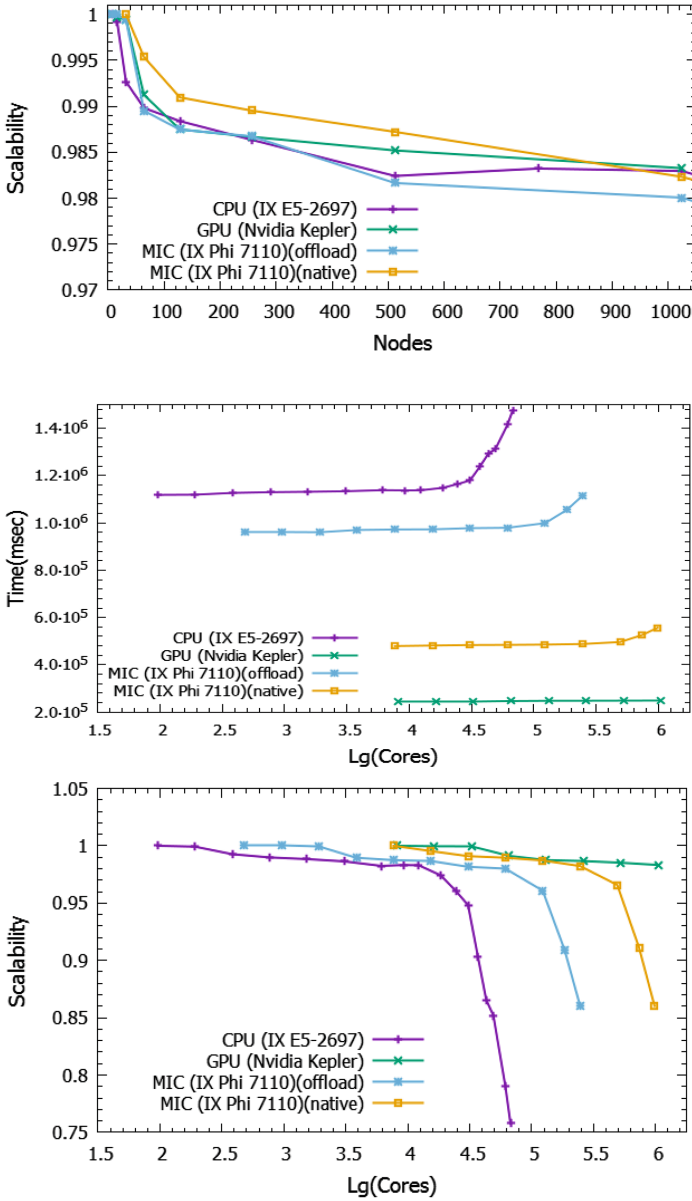 1
0.995
0.99
0.985
0.98
0.975
0.97
Scalability
CPU (IX E5-2697)
GPU (Nvidia Kepler)
MIC (IX Phi 7110)(offload)
MIC (IX Phi 7110)(native)
0 100 200 300 400 500 600 700 800 900 1000
Nodes
1.4·10⁶
1.2·10⁶
1.0·10⁶
8.0·10⁵
6.0·10⁵
4.0·10⁵
2.0·10⁵
Time(msec)
CPU (IX E5-2697)
GPU (Nvidia Kepler)
MIC (IX Phi 7110)(offload)
MIC (IX Phi 7110)(native)
1.5 2 2.5 3 3.5 4 4.5 5 5.5 6
Lg(Cores)
1.05
1
0.95
0.9
0.85
0.8
0.75
Scalability
CPU (IX E5-2697)
GPU (Nvidia Kepler)
MIC (IX Phi 7110)(offload)
MIC (IX Phi 7110)(native)
1.5 2 2.5 3 3.5 4 4.5 5 5.5 6
Lg(Cores)